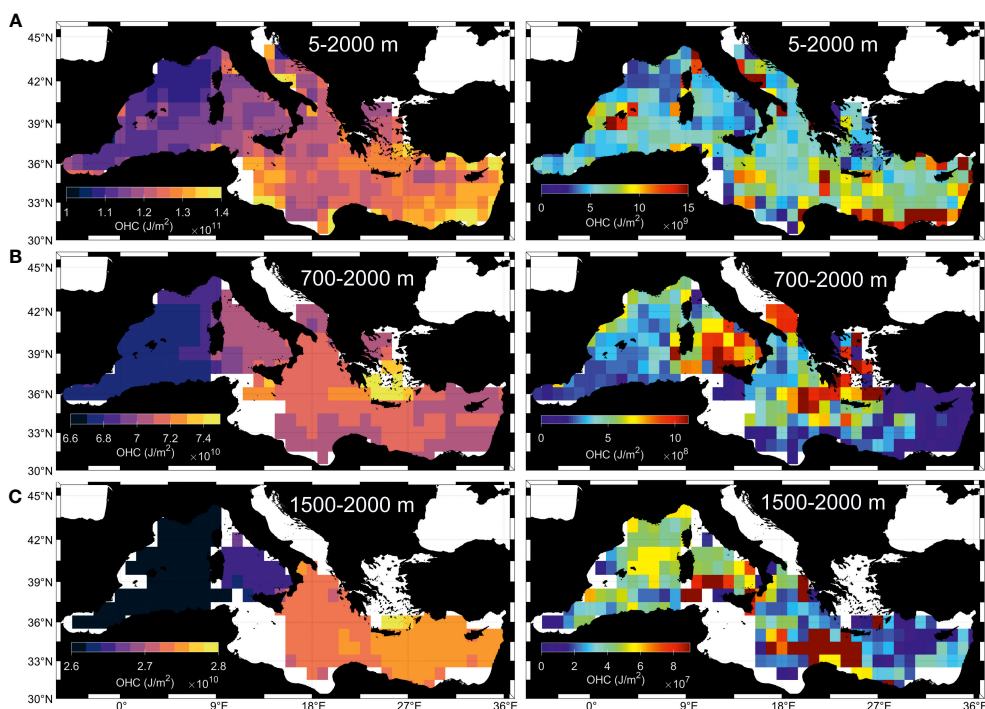 A
5-2000 m
5-2000 m
45°N
42°N
39°N
36°N
33°N
30°N
1 1.1 1.2 1.3 1.4
OHC (J/m²) ×10¹¹
0 5 10 15
OHC (J/m²) ×10⁹
B
700-2000 m
700-2000 m
45°N
42°N
39°N
36°N
33°N
30°N
6.6 6.8 7 7.2 7.4
OHC (J/m²) ×10¹⁰
0 5 10
OHC (J/m²) ×10⁸
C
1500-2000 m
1500-2000 m
45°N
42°N
39°N
36°N
33°N
30°N
2.6 2.7 2.8
OHC (J/m²) ×10¹⁰
0 2 4 6 8
OHC (J/m²) ×10⁷
0° 9°E 18°E 27°E 36°E
0° 9°E 18°E 27°E 36°E